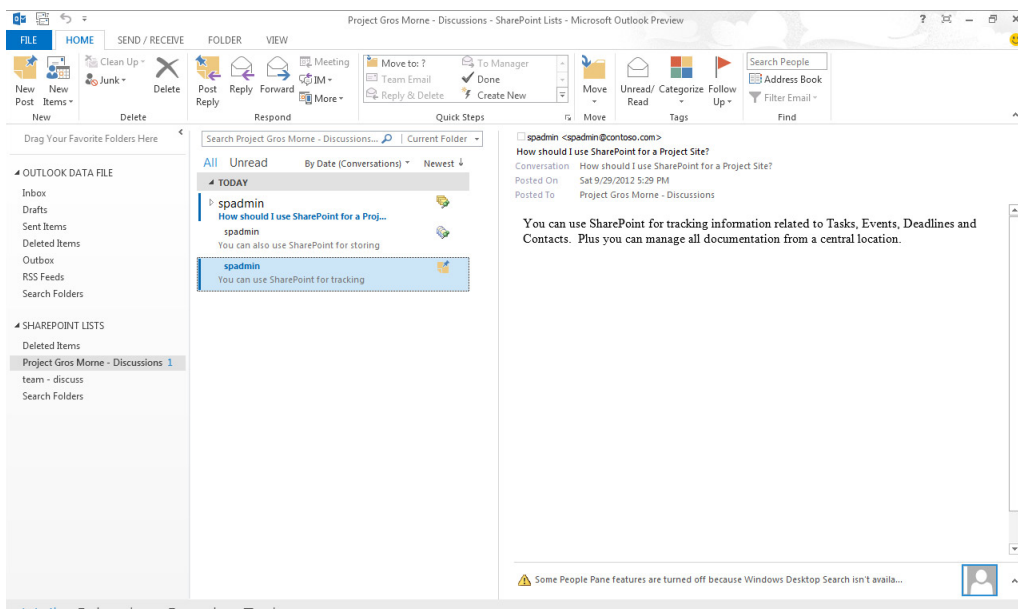 Project Gros Morne - Discussions - SharePoint Lists - Microsoft Outlook Preview
FILE HOME SEND / RECEIVE FOLDER VIEW
New Post
New Items
Clean Up
Junk
Delete
Post Reply
Reply
Forward
Meeting
IM
More
Move to: ?
Team Email
Reply & Delete
To Manager
Done
Create New
Move
Unread/ Read
Categorize
Follow Up
Search People
Address Book
Filter Email
New Delete Respond Quick Steps Move Tags Find
Drag Your Favorite Folders Here
OUTLOOK DATA FILE
Inbox
Drafts
Sent Items
Deleted Items
Outbox
RSS Feeds
Search Folders
SHAREPOINT LISTS
Deleted Items
Project Gros Morne - Discussions 1
team - discuss
Search Folders
Search Project Gros Morne - Discussions... Current Folder
All Unread By Date (Conversations) Newest
TODAY
spadmin
How should I use SharePoint for a Proj...
spadmin
You can also use SharePoint for storing
spadmin
You can use SharePoint for tracking
spadmin <spadmin@contoso.com>
How should I use SharePoint for a Project Site?
Conversation How should I use SharePoint for a Project Site?
Posted On Sat 9/29/2012 5:29 PM
Posted To Project Gros Morne - Discussions
You can use SharePoint for tracking information related to Tasks, Events, Deadlines and
Contacts. Plus you can manage all documentation from a central location.
Some People Pane features are turned off because Windows Desktop Search isn't availa...